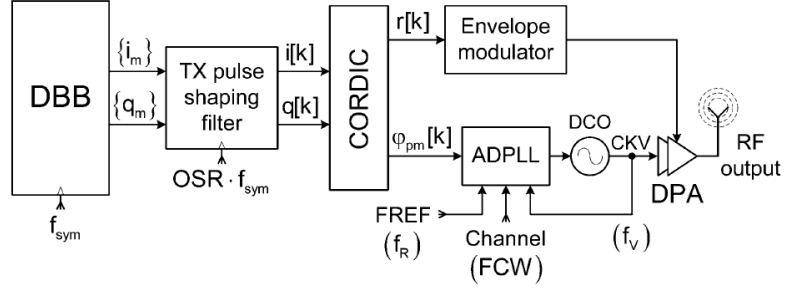 DBB
{i_m}
{q_m}
TX pulse
shaping
filter
i[k]
q[k]
CORDIC
r[k]
φ_pm[k]
Envelope
modulator
ADPLL
DCO
CKV
DPA
RF
output
f_sym
OSR · f_sym
FREF
(f_R)
Channel
(FCW)
(f_V)